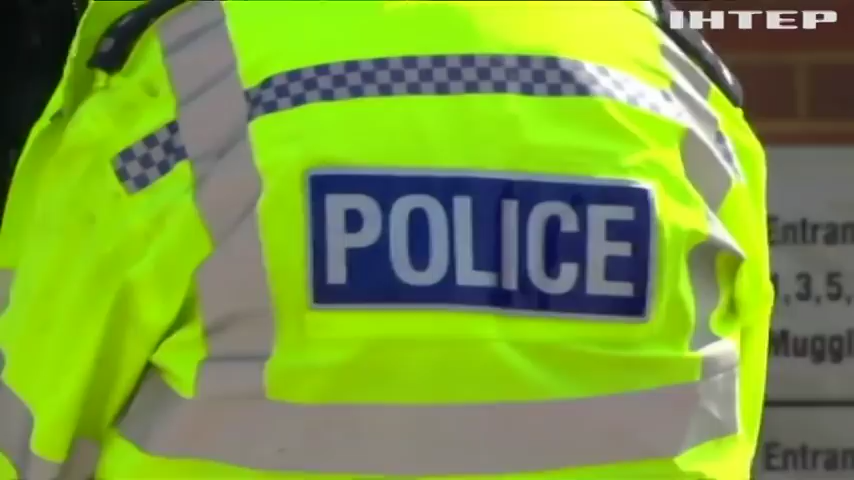 ІНТЕР
POLICE
Entran
1,3,5,
Muggl
Entran